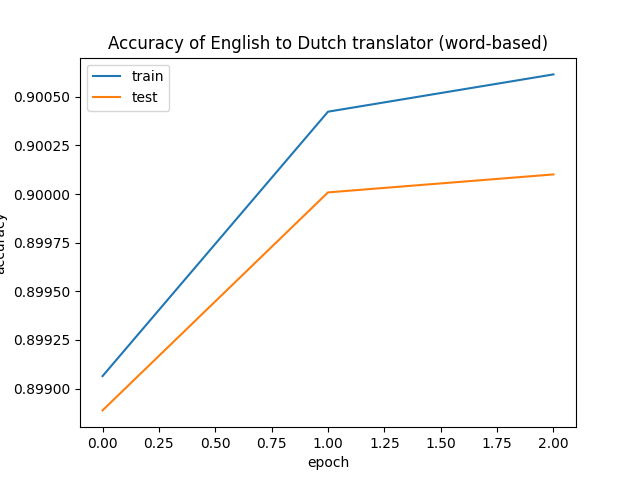 Accuracy of English to Dutch translator (word-based)
train
test
0.90050
0.90025
0.90000
0.89975
0.89950
0.89925
0.89900
accuracy
0.00 0.25 0.50 0.75 1.00 1.25 1.50 1.75 2.00
epoch